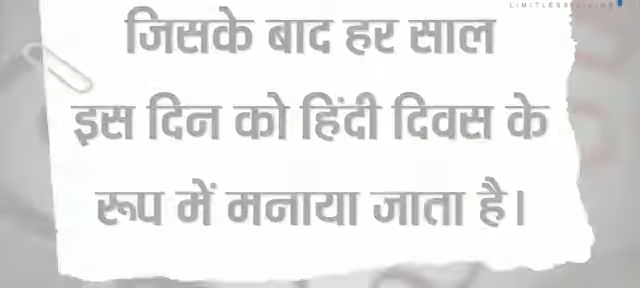 जिसके बाद हर साल
इस दिन को हिंदी दिवस के
रूप में मनाया जाता है।